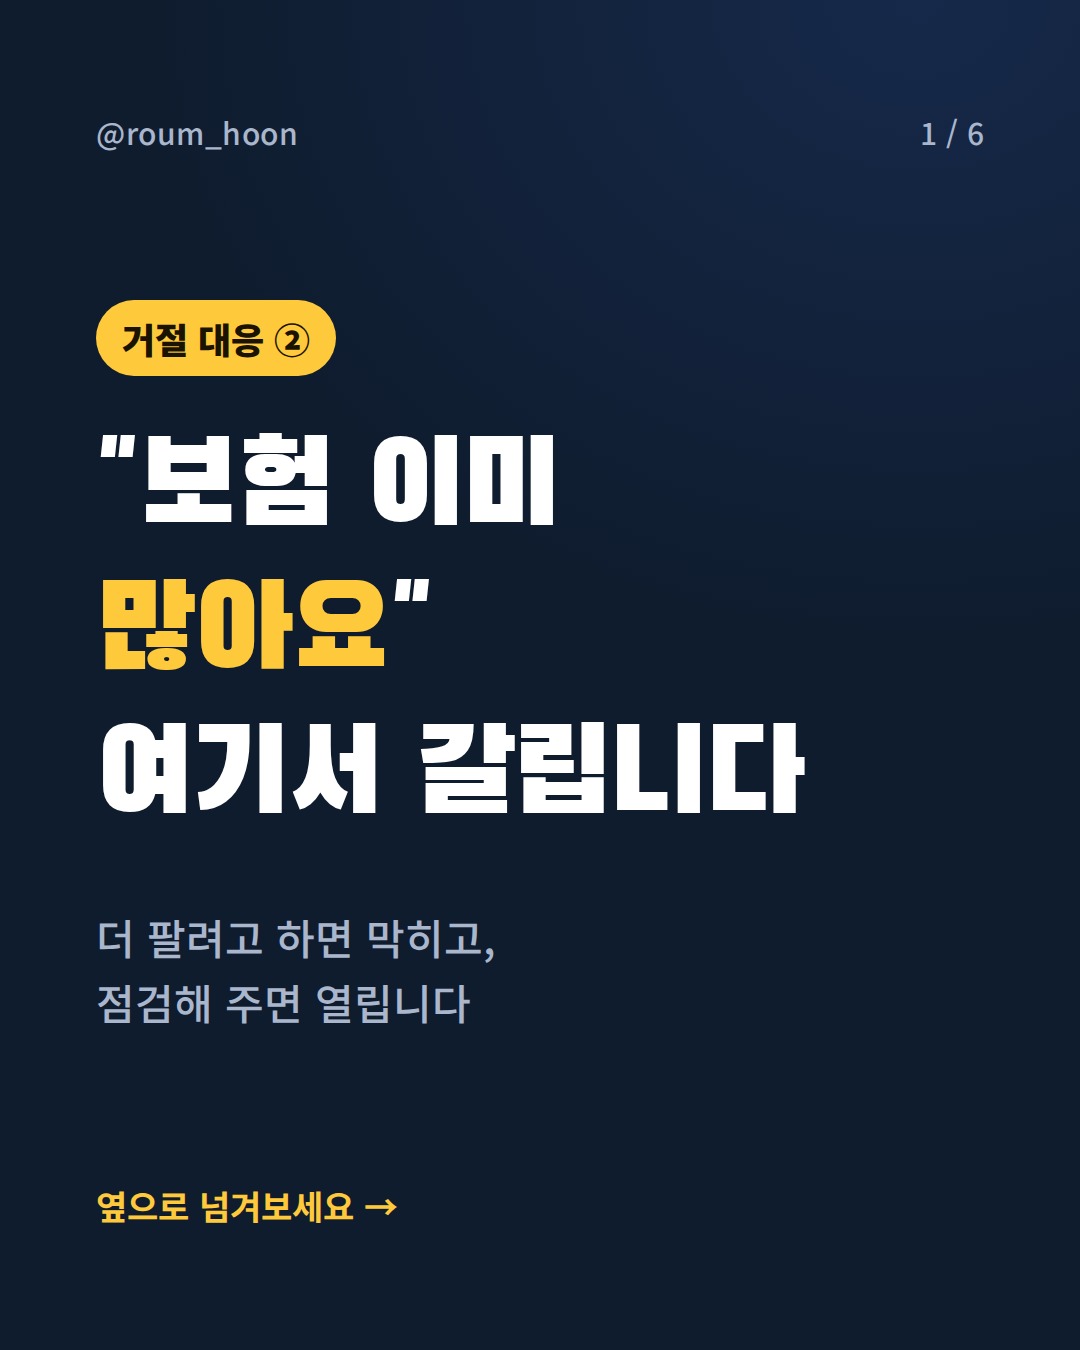 @roum_hoon
1 / 6
거절 대응 ②
"보험 이미
많아요"
여기서 갈립니다
더 팔려고 하면 막히고,
점검해 주면 열립니다
옆으로 넘겨보세요 →